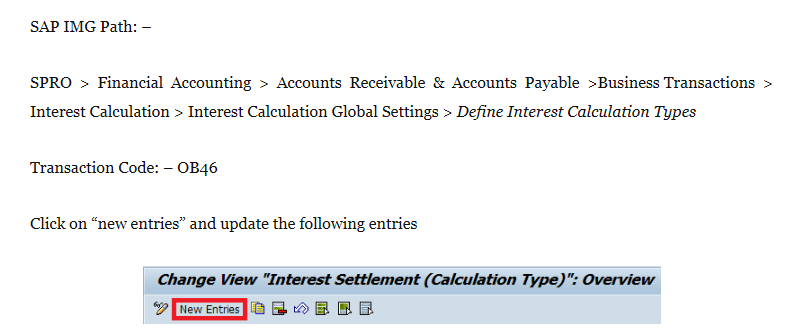 SAP IMG Path: –
SPRO > Financial Accounting > Accounts Receivable & Accounts Payable >Business Transactions >
Interest Calculation > Interest Calculation Global Settings > Define Interest Calculation Types
Transaction Code: – OB46
Click on “new entries” and update the following entries
Change View "Interest Settlement (Calculation Type)": Overview
New Entries